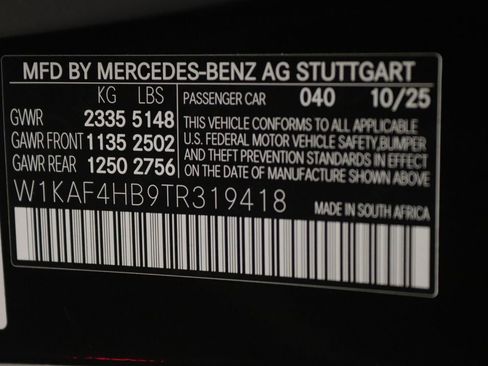 MFD BY MERCEDES-BENZ AG STUTTGART
KG LBS
GVWR 2335 5148
GAWR FRONT 1135 2502
GAWR REAR 1250 2756
PASSENGER CAR 040 10/25
THIS VEHICLE CONFORMS TO ALL APPLICABLE
U.S. FEDERAL MOTOR VEHICLE SAFETY, BUMPER
AND THEFT PREVENTION STANDARDS IN EFFECT
ON THE DATE OF MANUFACTURE SHOWN ABOVE.
W1KAF4HB9TR319418
MADE IN SOUTH AFRICA